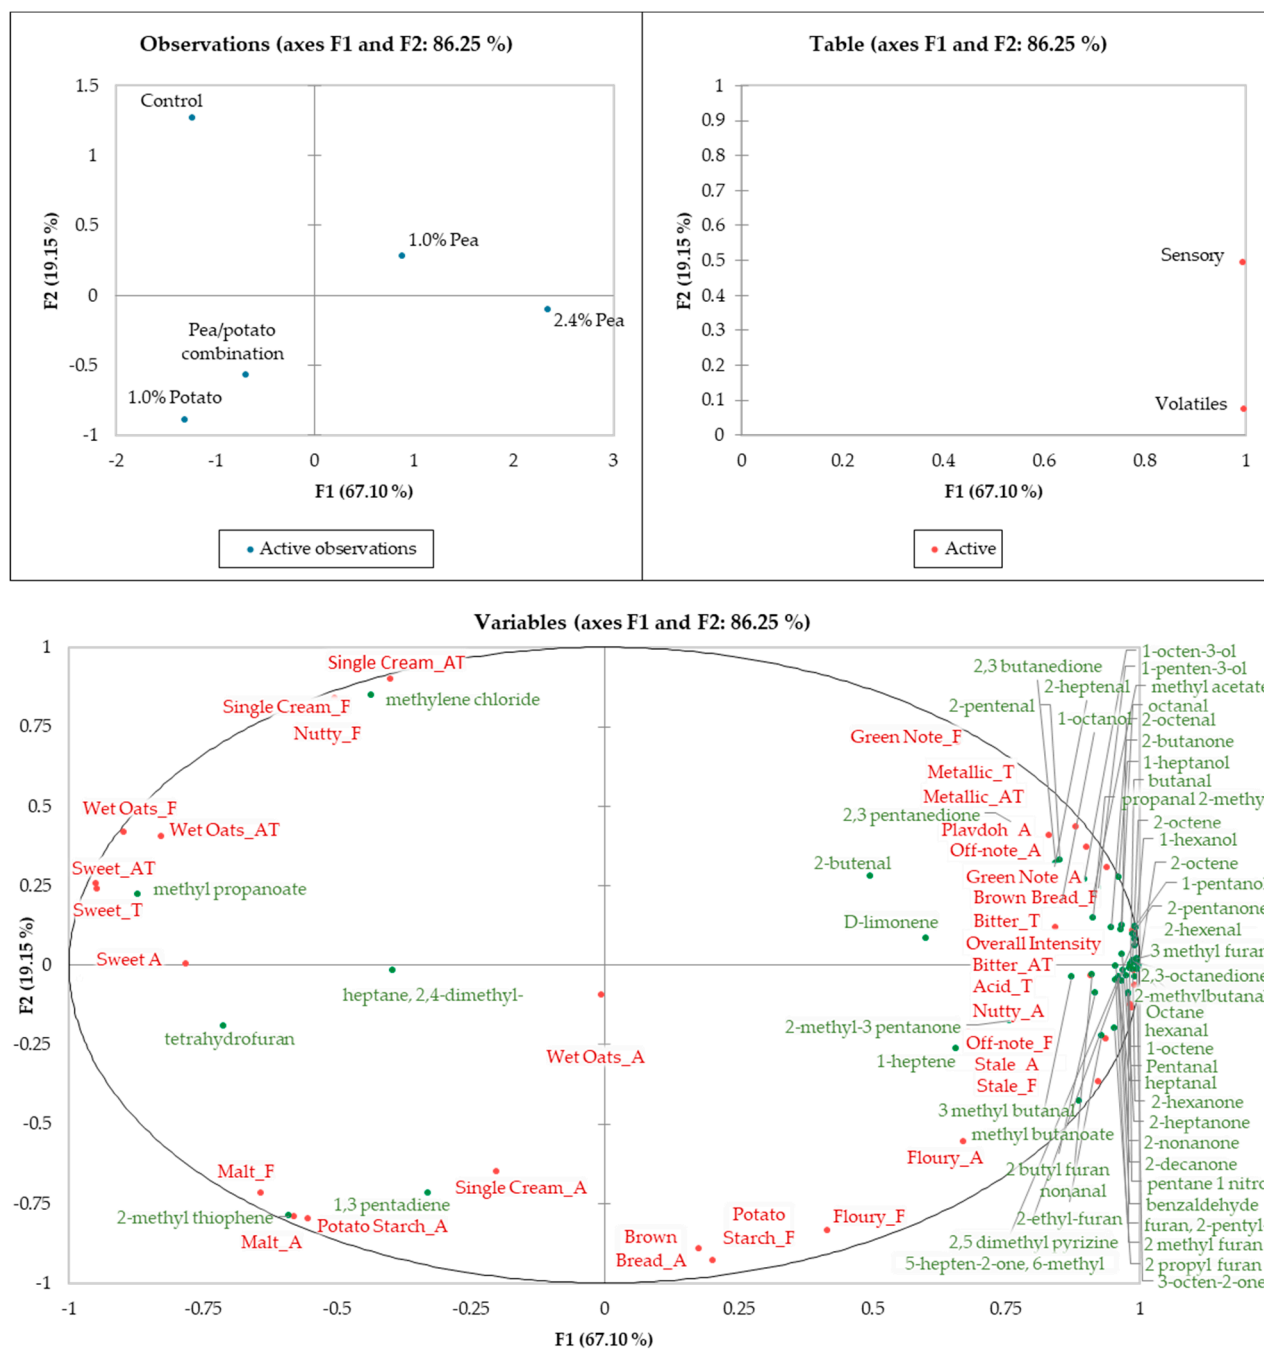 Observations (axes F1 and F2: 86.25 %)
1.5
1
0.5
0
-0.5
-1
F2 (19.15 %)
Control
1.0% Pea
2.4% Pea
Pea/potato
combination
1.0% Potato
-2
-1
0
1
2
3
F1 (67.10 %)
Active observations
Table (axes F1 and F2: 86.25 %)
1
0.9
0.8
0.7
0.6
0.5
0.4
0.3
0.2
0.1
0
F2 (19.15 %)
Sensory
Volatiles
0
0.2
0.4
0.6
0.8
1
F1 (67.10 %)
Active
Variables (axes F1 and F2: 86.25 %)
1
0.75
0.5
0.25
0
-0.25
-0.5
-0.75
-1
F2 (19.15 %)
Single Cream_AT
methylene chloride
Single Cream_F
Nutty_F
Wet Oats_F
Wet Oats_AT
Sweet_AT
methyl propanoate
Sweet_T
Sweet A
heptane, 2,4-dimethyl-
tetrahydrofuran
Wet Oats_A
Malt_F
Single Cream_A
1,3 pentadiene
2-methyl thiophene
Potato Starch_A
Malt_A
Brown
Bread_A
Potato
Starch_F
Floury_F
Floury_A
2,3 butanedione
2-heptenal
2-pentenal
1-octanol
Green Note_F
Metallic_T
Metallic_AT
2,3 pentanedione
Playdoh_A
Off-note_A
2-butenal
Green Note_A
Brown Bread_F
D-limonene
Bitter_T
Overall Intensity
Bitter_AT
Acid_T
Nutty_A
2-methyl-3 pentanone
Off-note_F
1-heptene
Stale_A
Stale_F
3 methyl butanal
methyl butanoate
2 butyl furan
nonanal
2-ethyl-furan
2,5 dimethyl pyrizine
5-hepten-2-one, 6-methyl
1-octen-3-ol
1-penten-3-ol
methyl acetate
octanal
2-octenal
2-butanone
1-heptanol
butanal
propanal 2-methy
2-octene
1-hexanol
2-octene
1-pentanol
2-pentanone
2-hexenal
3 methyl furan
2,3-octanedione
2-methylbutanal
Octane
hexanal
1-octene
Pentanal
heptanal
2-hexanone
2-heptanone
2-nonanone
2-decanone
pentane 1 nitro
benzaldehyde
furan, 2-pentyl-
2 methyl furan
2 propyl furan
3-octen-2-one
-1
-0.75
-0.5
-0.25
0
0.25
0.5
0.75
1
F1 (67.10 %)